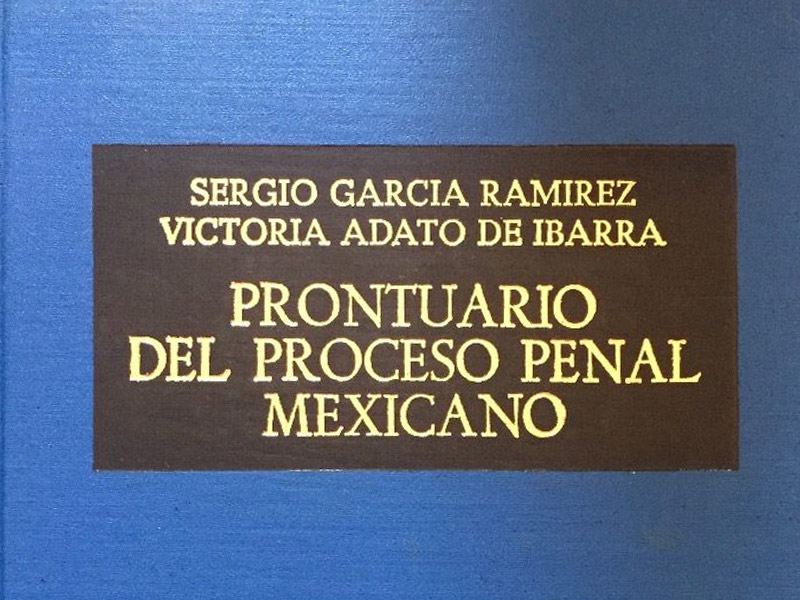 SERGIO GARCIA RAMIREZ
VICTORIA ADATO DE IBARRA
PRONTUARIO
DEL PROCESO PENAL
MEXICANO